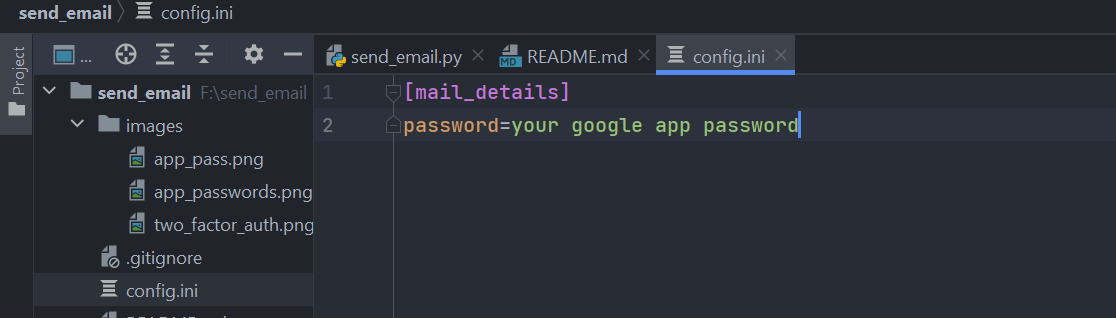 send_email config.ini
Project
...
send_email.py README.md config.ini
send_email F:\send_email
images
app_pass.png
app_passwords.png
two_factor_auth.png
.gitignore
config.ini
1 [mail_details]
2 password=your google app password
MD